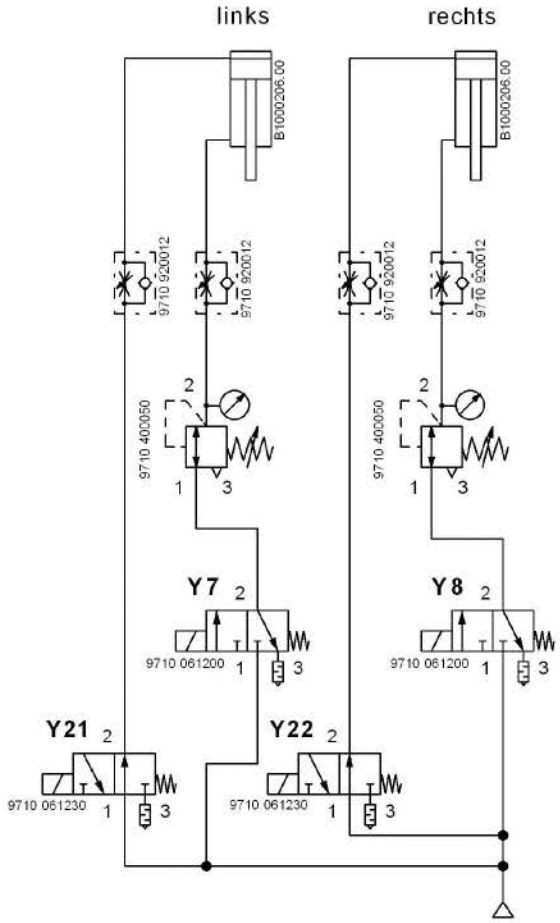 links rechts
B1000206.00 B1000206.00
9710 920012 9710 920012 9710 920012 9710 920012
2 2
9710 400050 9710 400050
1 3 1 3
Y7 2 Y8 2
9710 061200 1 3 9710 061200 1 3
Y21 2 Y22 2
9710 061230 1 3 9710 061230 1 3